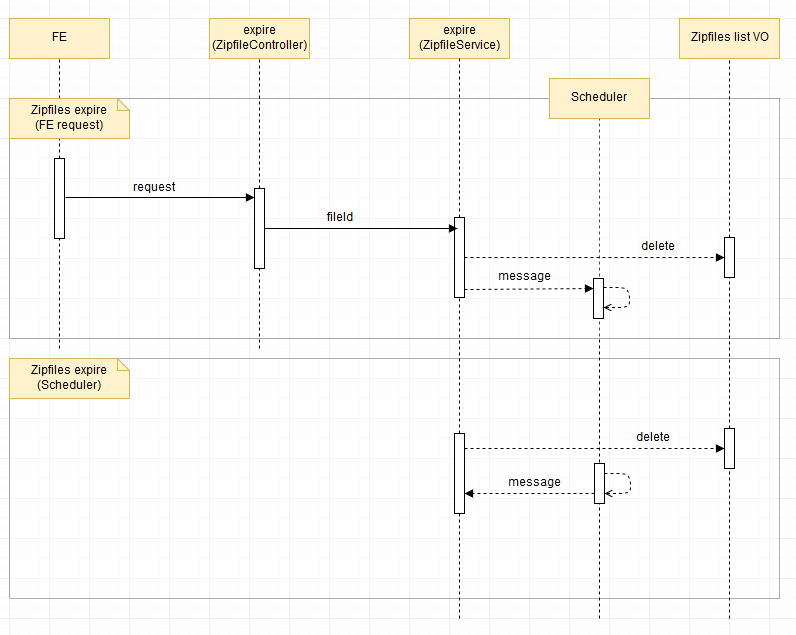 FE
expire
(ZipfileController)
expire
(ZipfileService)
Zipfiles list VO
Scheduler
Zipfiles expire
(FE request)
request
fileId
delete
message
Zipfiles expire
(Scheduler)
delete
message